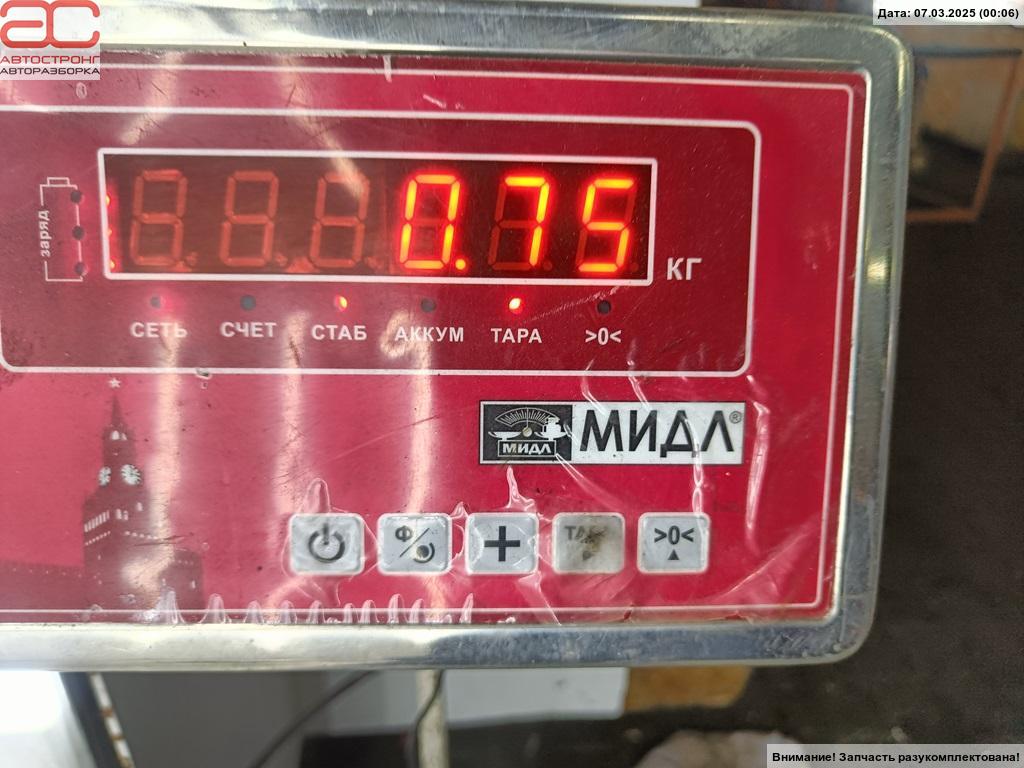 Дата: 07.03.2025 (00:06)
АС
АВТОСТРОНГ
АВТОРАЗБОРКА
заряд
0.75
КГ
СЕТЬ СЧЕТ СТАБ АККУМ ТАРА >0<
МИДЛ МИДЛ®
Ф/ + ТАРА >0<
Внимание! Запчасть разукомплектована!